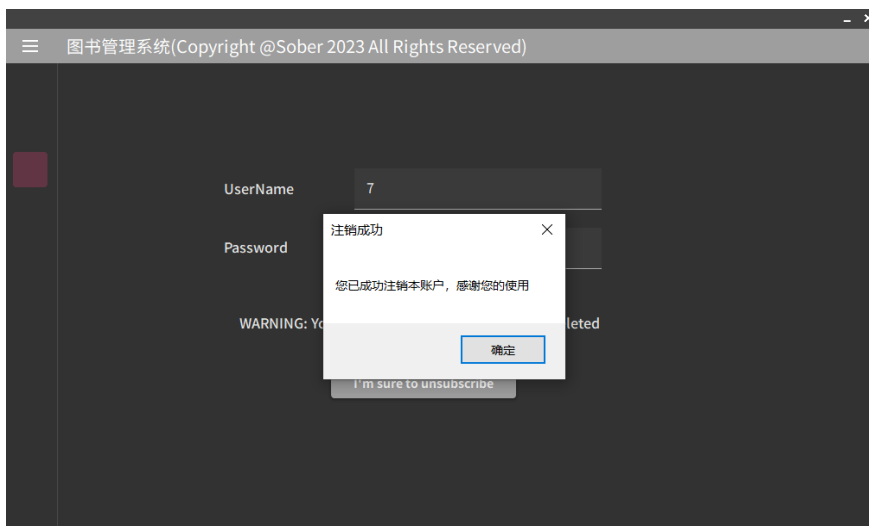 图书管理系统(Copyright @Sober 2023 All Rights Reserved)
UserName
7
注销成功
Password
您已成功注销本账户，感谢您的使用
WARNING:
确定
I'm sure to unsubscribe